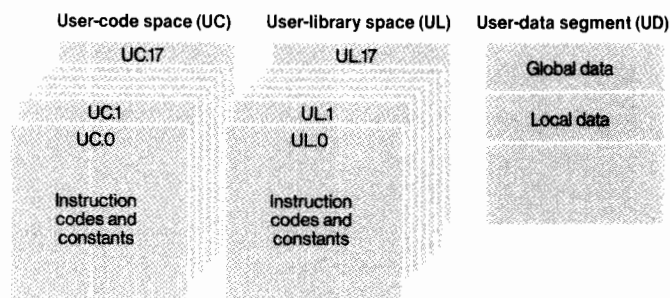 User-code space (UC)
User-library space (UL)
User-data segment (UD)
UC.17
UL.17
Global data
UC.1
UL.1
Local data
UC.0
UL.0
Instruction
codes and
constants
Instruction
codes and
constants